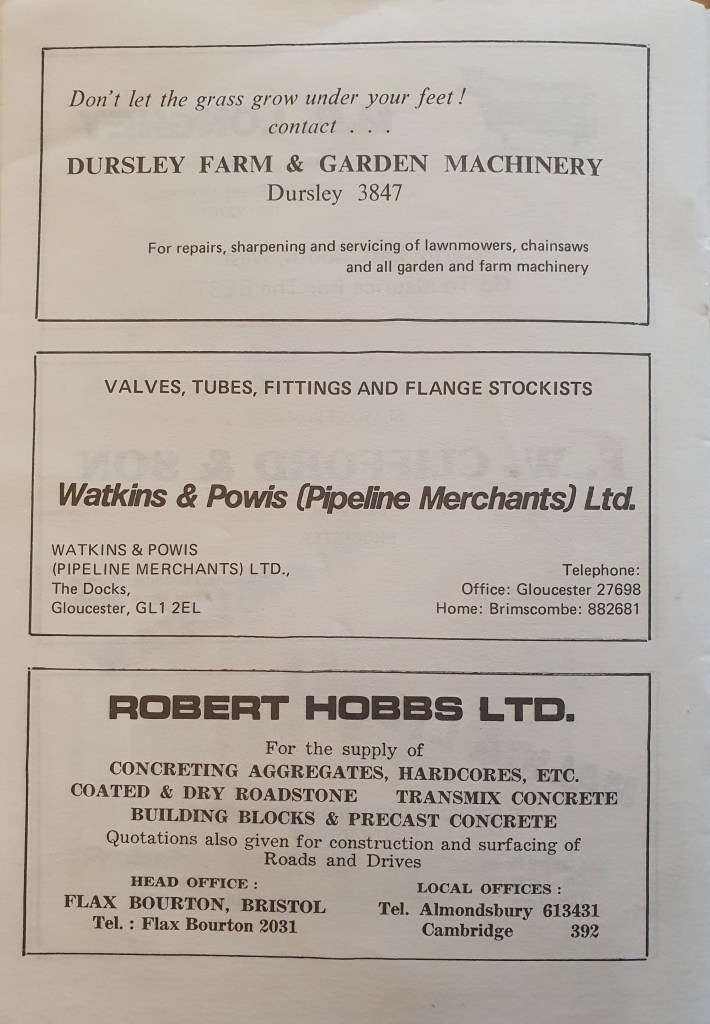 Don't let the grass grow under your feet!
contact . . .
DURSLEY FARM & GARDEN MACHINERY
Dursley 3847
For repairs, sharpening and servicing of lawnmowers, chainsaws
and all garden and farm machinery
VALVES, TUBES, FITTINGS AND FLANGE STOCKISTS
Watkins & Powis (Pipeline Merchants) Ltd.
WATKINS & POWIS
(PIPELINE MERCHANTS) LTD.,
The Docks,
Gloucester, GL1 2EL
Telephone:
Office: Gloucester 27698
Home: Brimscombe: 882681
ROBERT HOBBS LTD.
For the supply of
CONCRETING AGGREGATES, HARDCORES, ETC.
COATED & DRY ROADSTONE TRANSMIX CONCRETE
BUILDING BLOCKS & PRECAST CONCRETE
Quotations also given for construction and surfacing of
Roads and Drives
HEAD OFFICE :
FLAX BOURTON, BRISTOL
Tel. : Flax Bourton 2031
LOCAL OFFICES :
Tel. Almondsbury 613431
Cambridge 392